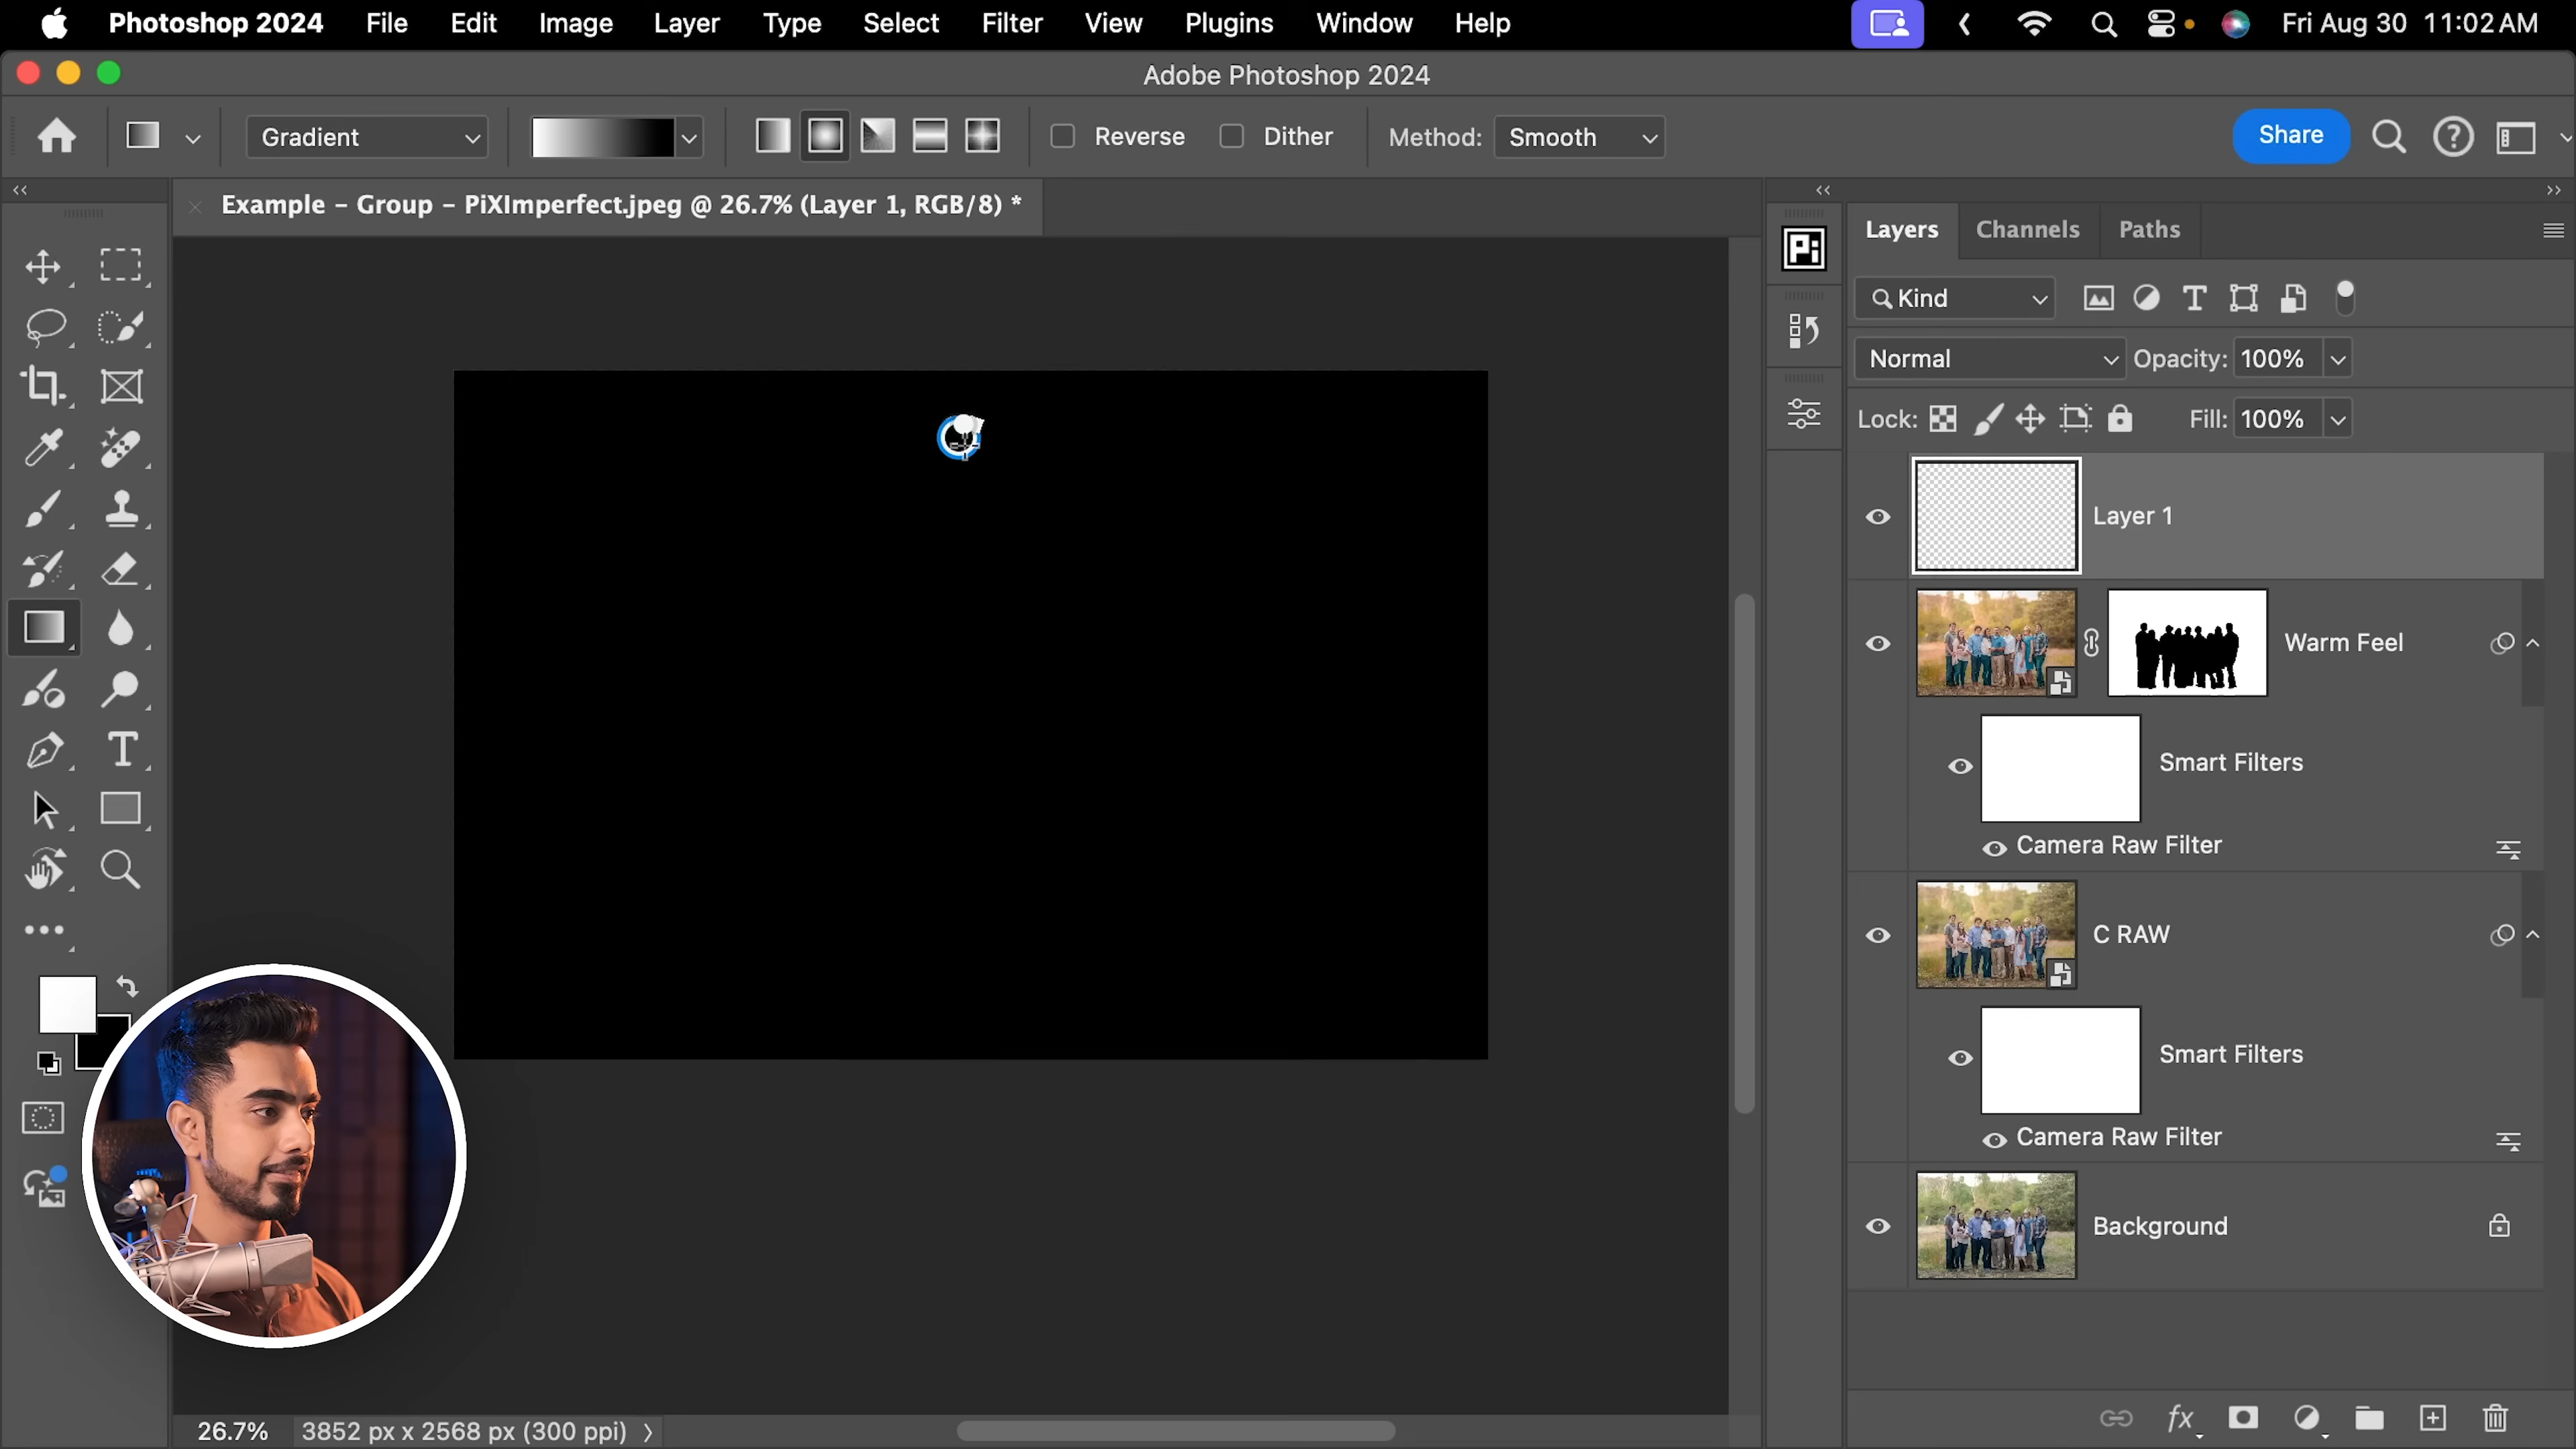 Photoshop 2024 File Edit Image Layer Type Select Filter View Plugins Window Help Fri Aug 30 11:02 AM
Adobe Photoshop 2024
Gradient Reverse Dither Method: Smooth Share
Example - Group - PiXImperfect.jpeg @ 26.7% (Layer 1, RGB/8) *
Layers Channels Paths
Pi
Kind
Normal Opacity: 100%
Lock: Fill: 100%
Layer 1
Warm Feel
Smart Filters
Camera Raw Filter
C RAW
Smart Filters
Camera Raw Filter
Background
26.7% 3852 px x 2568 px (300 ppi)
fx